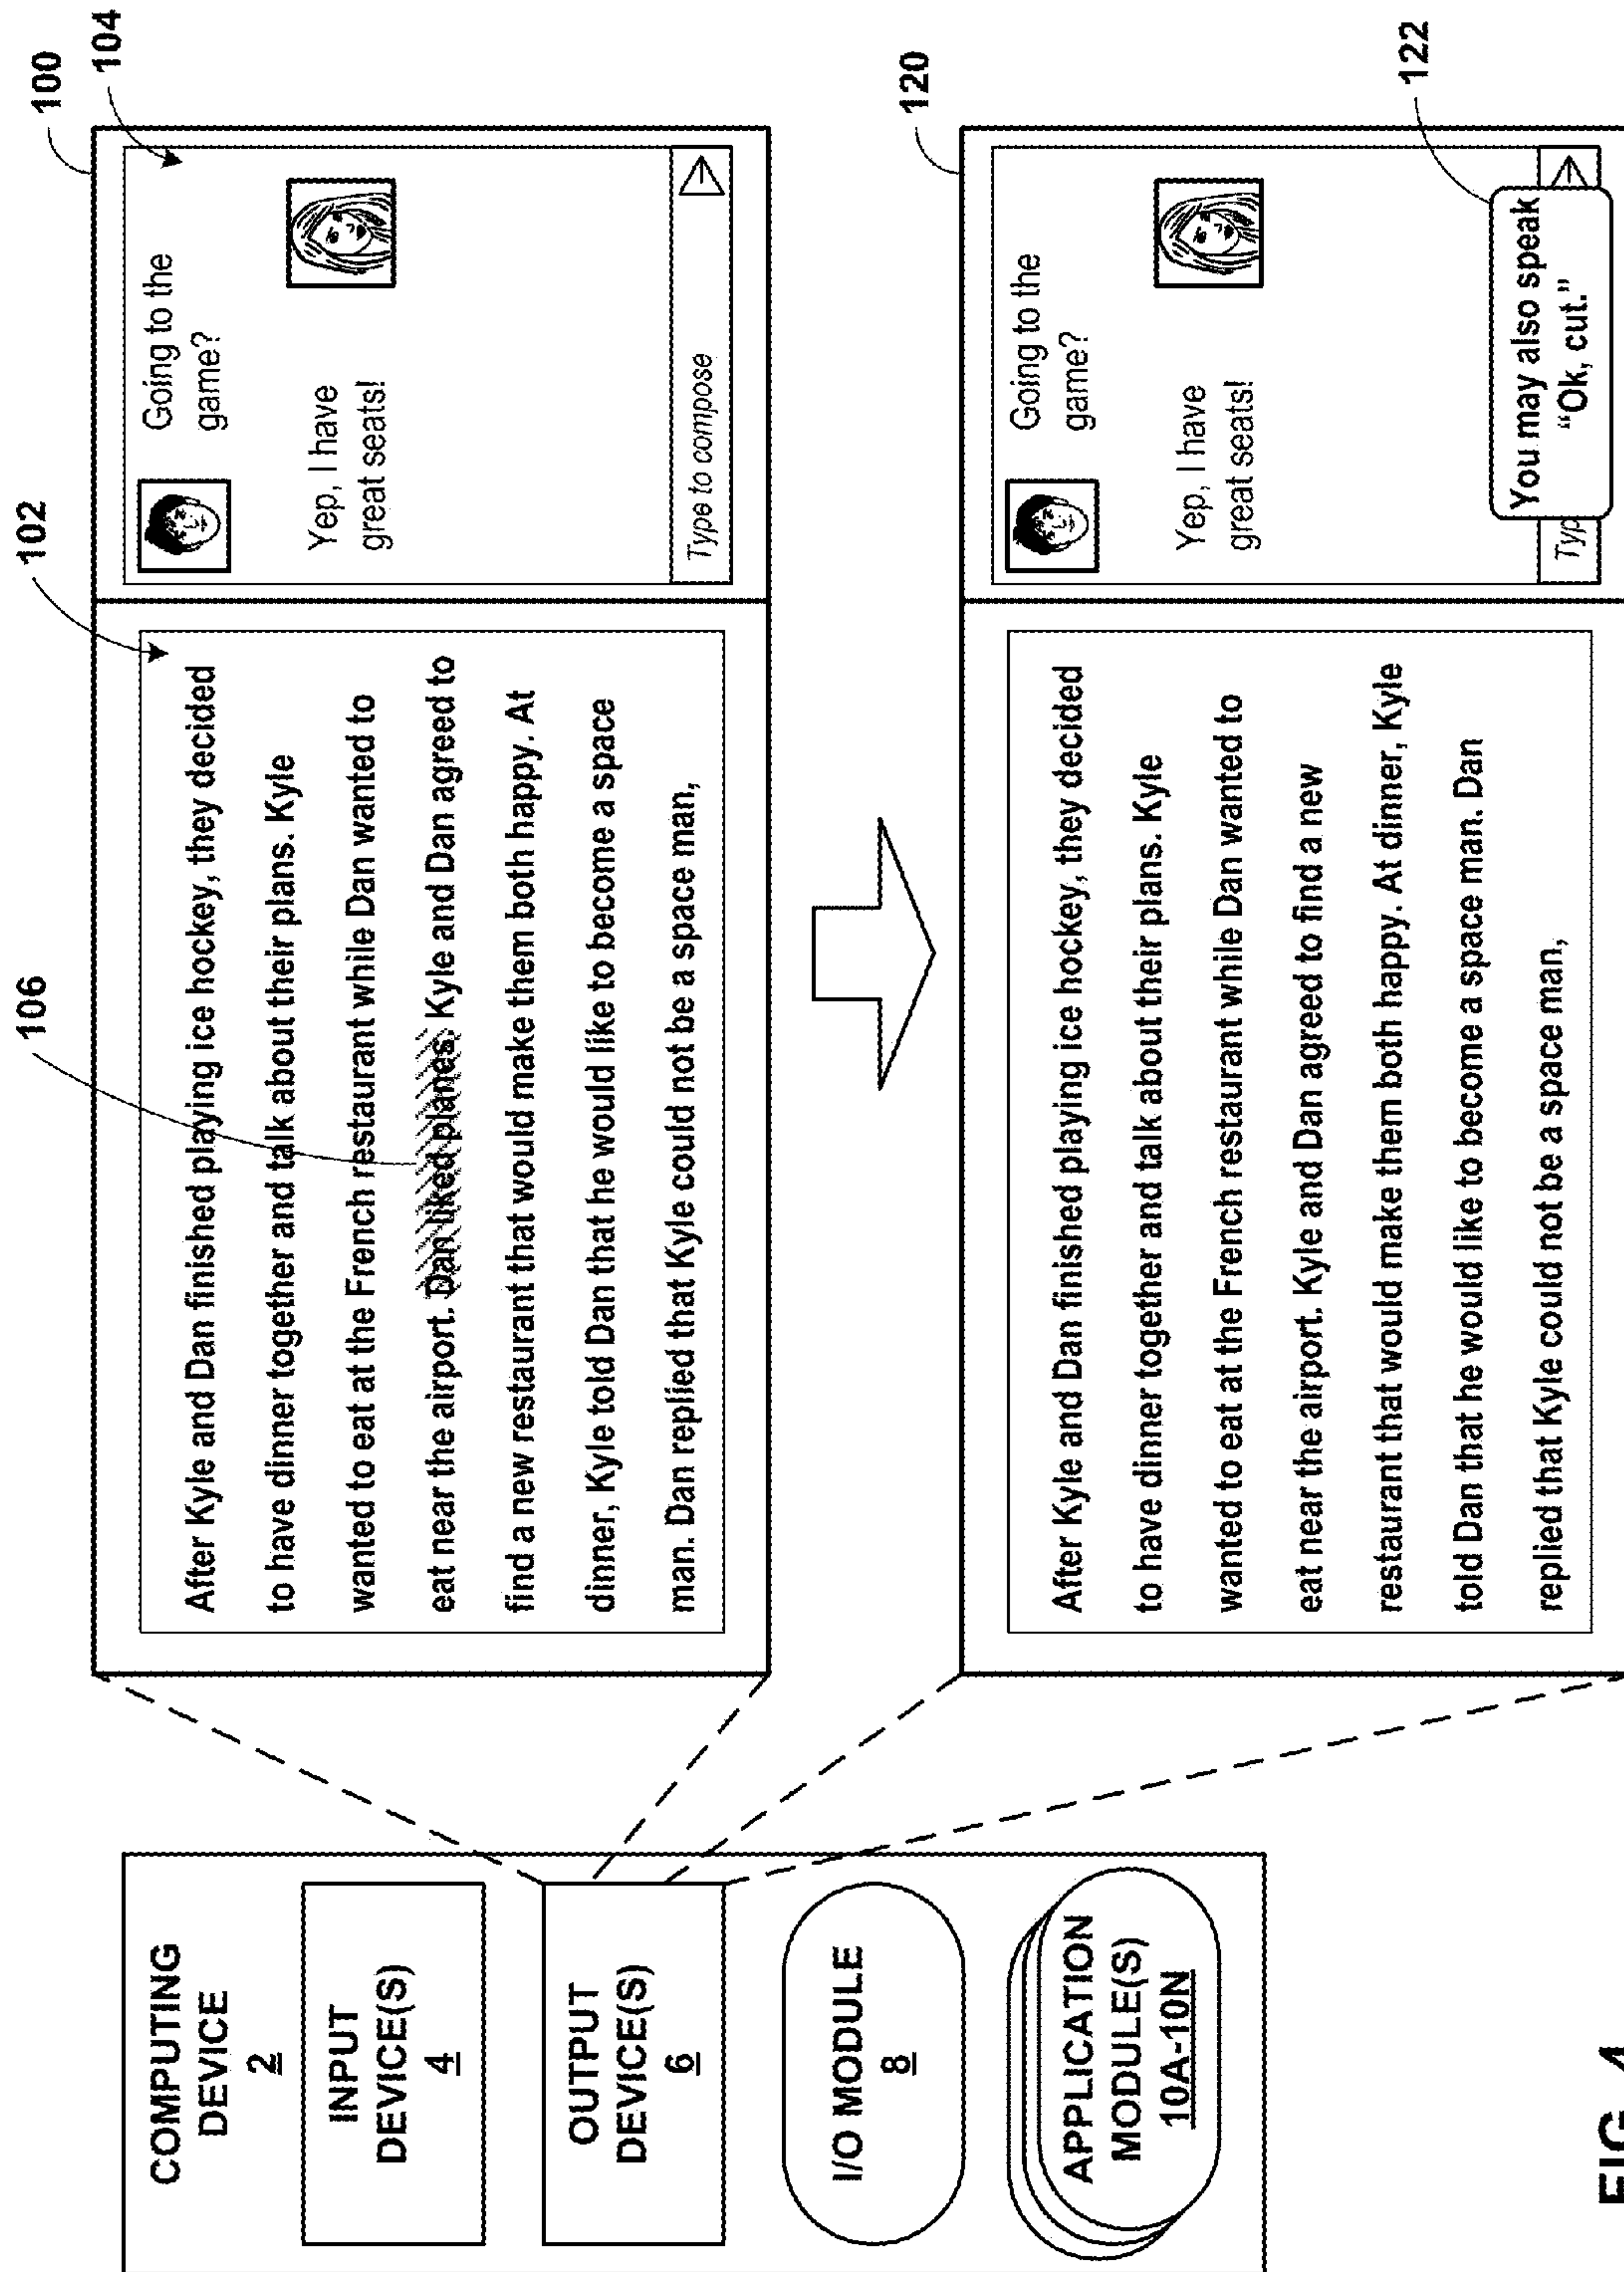 COMPUTING
DEVICE
2
INPUT
DEVICE(S)
4
OUTPUT
DEVICE(S)
6
I/O MODULE
8
APPLICATION
MODULE(S)
10A-10N
100
102
104
106
After Kyle and Dan finished playing ice hockey, they decided
to have dinner together and talk about their plans. Kyle
wanted to eat at the French restaurant while Dan wanted to
eat near the airport. Dan liked planes. Kyle and Dan agreed to
find a new restaurant that would make them both happy. At
dinner, Kyle told Dan that he would like to become a space
man. Dan replied that Kyle could not be a space man,
Going to the
game?
Yep, I have
great seats!
Type to compose
120
122
After Kyle and Dan finished playing ice hockey, they decided
to have dinner together and talk about their plans. Kyle
wanted to eat at the French restaurant while Dan wanted to
eat near the airport. Kyle and Dan agreed to find a new
restaurant that would make them both happy. At dinner, Kyle
told Dan that he would like to become a space man. Dan
replied that Kyle could not be a space man,
Going to the
game?
Yep, I have
great seats!
Typ
You may also speak
"Ok, cut."
FIG. 4